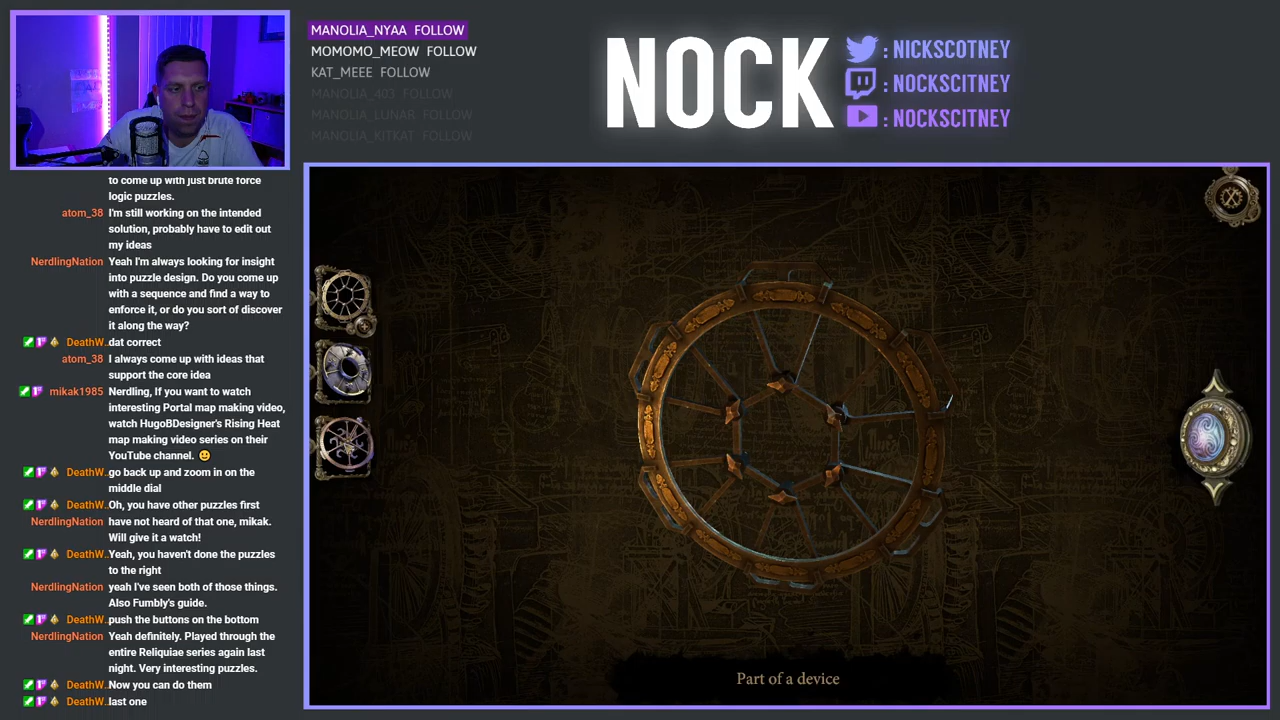 MANOLIA_NYAA FOLLOW
MOMOMO_MEOW FOLLOW
KAT_MEEE FOLLOW
MANOLIA_403 FOLLOW
MANOLIA_LUNAR FOLLOW
MANOLIA_KITKAT FOLLOW
NOCK
: NICKSCOTNEY
: NOCKSCITNEY
: NOCKSCITNEY
to come up with just brute force
logic puzzles.
atom_38 I'm still working on the intended
solution, probably have to edit out
my ideas
NerdlingNation Yeah I'm always looking for insight
into puzzle design. Do you come up
with a sequence and find a way to
enforce it, or do you sort of discover
it along the way?
DeathW.. dat correct
atom_38 I always come up with ideas that
support the core idea
mikak1985 Nerdling, If you want to watch
interesting Portal map making video,
watch HugoBDesigner's Rising Heat
map making video series on their
YouTube channel. 🙂
DeathW.. go back up and zoom in on the
middle dial
DeathW.. Oh, you have other puzzles first
NerdlingNation have not heard of that one, mikak.
Will give it a watch!
DeathW.. Yeah, you haven't done the puzzles
to the right
NerdlingNation yeah I've seen both of those things.
Also Fumbly's guide.
DeathW.. push the buttons on the bottom
NerdlingNation Yeah definitely. Played through the
entire Reliquiae series again last
night. Very interesting puzzles.
DeathW.. Now you can do them
DeathW.. last one
Part of a device